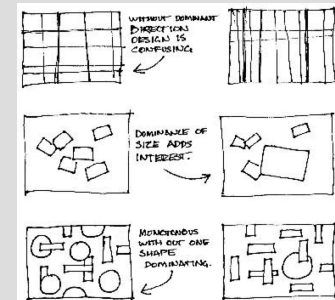 WITHOUT DOMINANT
DIRECTION
DESIGN IS
CONFUSING
DOMINANCE OF
SIZE ADDS
INTEREST.
MONOTONOUS
WITH OUT ONE
SHAPE
DOMINATING.